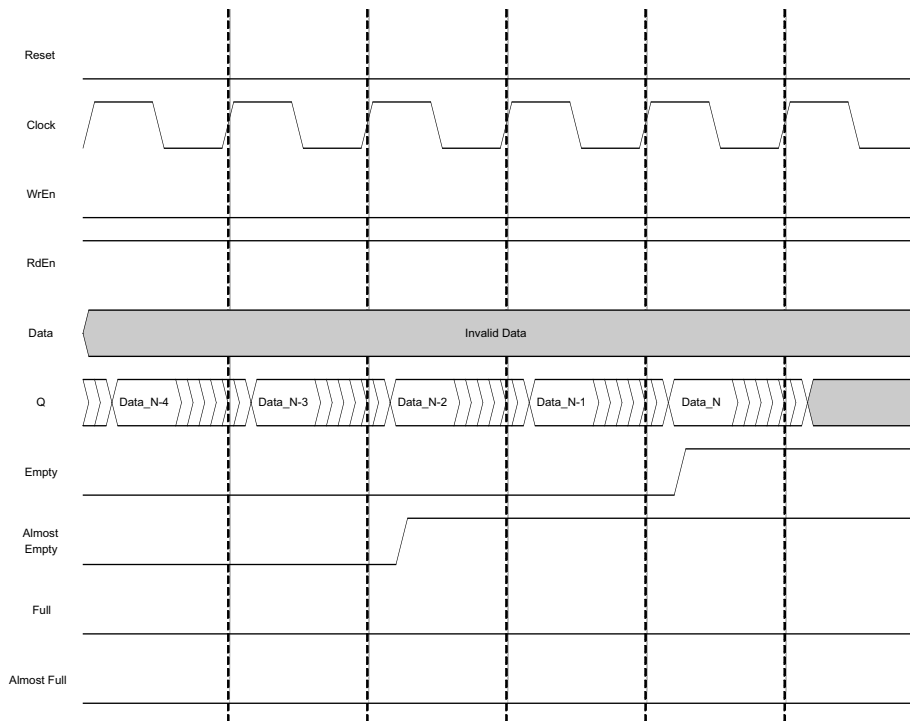 Reset
Clock
WrEn
RdEn
Data
Invalid Data
Q
Data_N-4
Data_N-3
Data_N-2
Data_N-1
Data_N
Empty
Almost
Empty
Full
Almost Full